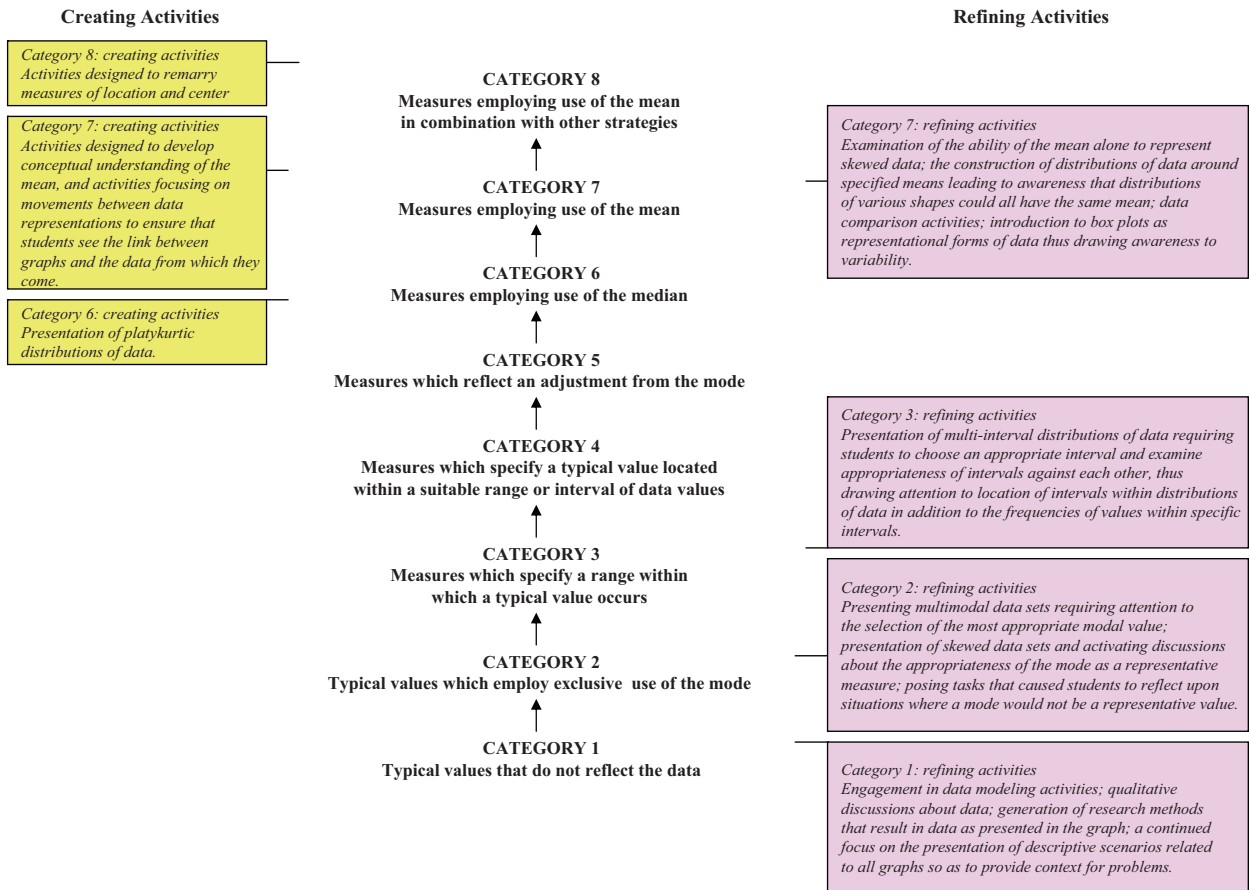 Creating Activities
Category 8: creating activities
Activities designed to remarry
measures of location and center
Category 7: creating activities
Activities designed to develop
conceptual understanding of the
mean, and activities focusing on
movements between data
representations to ensure that
students see the link between
graphs and the data from which they
come.
Category 6: creating activities
Presentation of platykurtic
distributions of data.
CATEGORY 8
Measures employing use of the mean
in combination with other strategies
CATEGORY 7
Measures employing use of the mean
CATEGORY 6
Measures employing use of the median
CATEGORY 5
Measures which reflect an adjustment from the mode
CATEGORY 4
Measures which specify a typical value located
within a suitable range or interval of data values
CATEGORY 3
Measures which specify a range within
which a typical value occurs
CATEGORY 2
Typical values which employ exclusive use of the mode
CATEGORY 1
Typical values that do not reflect the data
Refining Activities
Category 7: refining activities
Examination of the ability of the mean alone to represent
skewed data; the construction of distributions of data around
specified means leading to awareness that distributions
of various shapes could all have the same mean; data
comparison activities; introduction to box plots as
representational forms of data thus drawing awareness to
variability.
Category 3: refining activities
Presentation of multi-interval distributions of data requiring
students to choose an appropriate interval and examine
appropriateness of intervals against each other, thus
drawing attention to location of intervals within distributions
of data in addition to the frequencies of values within specific
intervals.
Category 2: refining activities
Presenting multimodal data sets requiring attention to
the selection of the most appropriate modal value;
presentation of skewed data sets and activating discussions
about the appropriateness of the mode as a representative
measure; posing tasks that caused students to reflect upon
situations where a mode would not be a representative value.
Category 1: refining activities
Engagement in data modeling activities; qualitative
discussions about data; generation of research methods
that result in data as presented in the graph; a continued
focus on the presentation of descriptive scenarios related
to all graphs so as to provide context for problems.